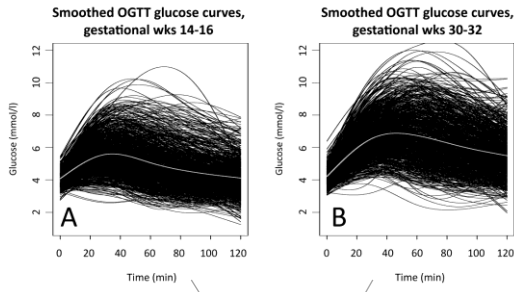 Smoothed OGTT glucose curves,
gestational wks 14-16
Glucose (mmol/l)
12
10
8
6
4
2
A
0 20 40 60 80 100 120
Time (min)
Smoothed OGTT glucose curves,
gestational wks 30-32
Glucose (mmol/l)
12
10
8
6
4
2
B
0 20 40 60 80 100 120
Time (min)